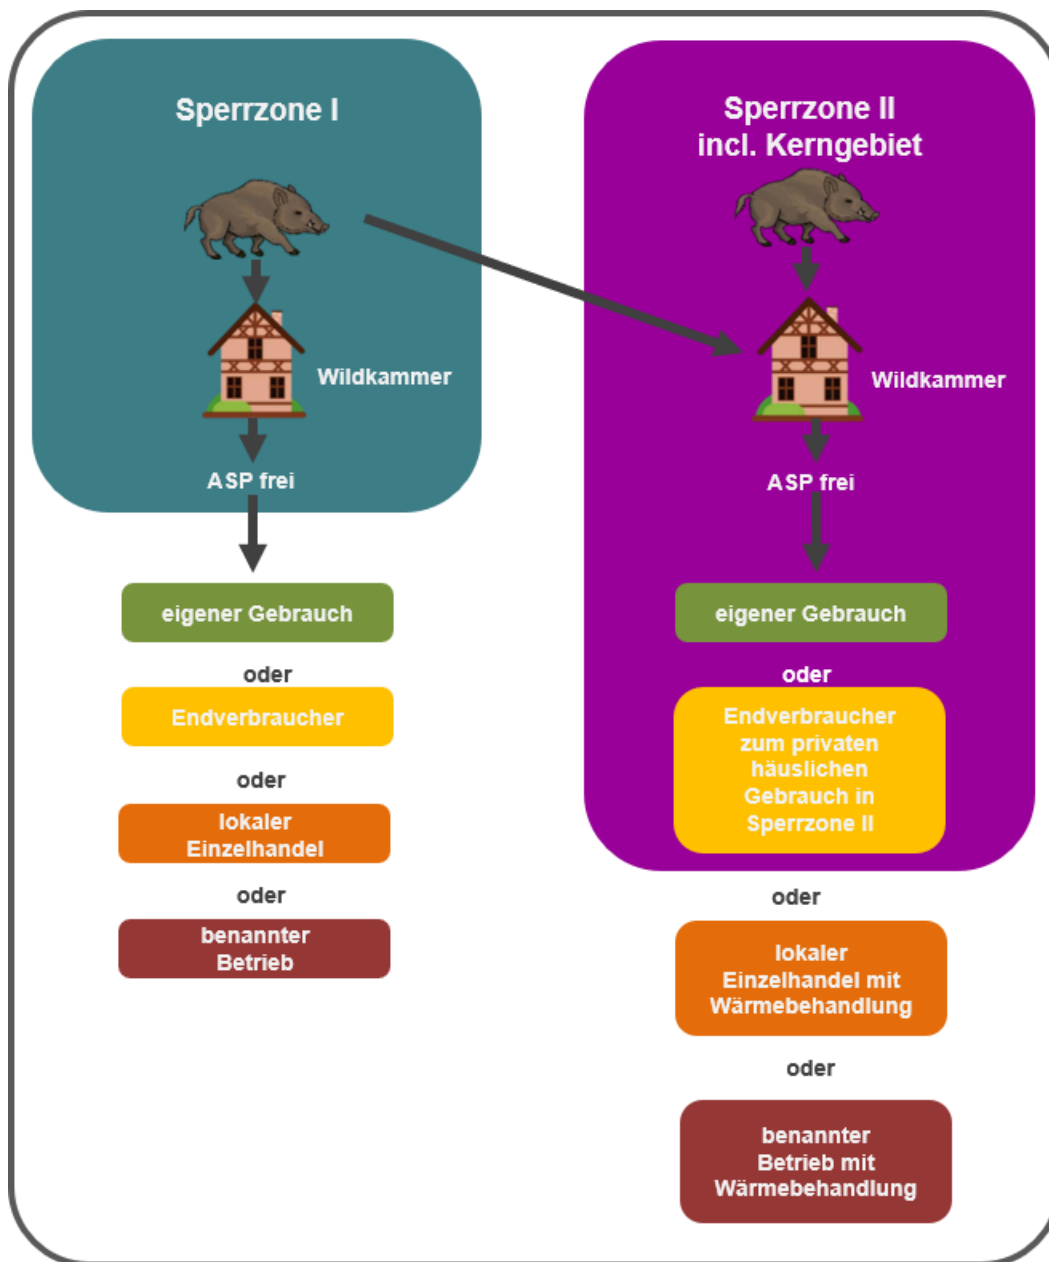 Sperrzone I
Wildkammer
ASP frei
eigener Gebrauch
oder
Endverbraucher
oder
lokaler
Einzelhandel
oder
benannter
Betrieb
Sperrzone II
incl. Kerngebiet
Wildkammer
ASP frei
eigener Gebrauch
oder
Endverbraucher
zum privaten
häuslichen
Gebrauch in
Sperrzone II
oder
lokaler
Einzelhandel mit
Wärmebehandlung
oder
benannter
Betrieb mit
Wärmebehandlung